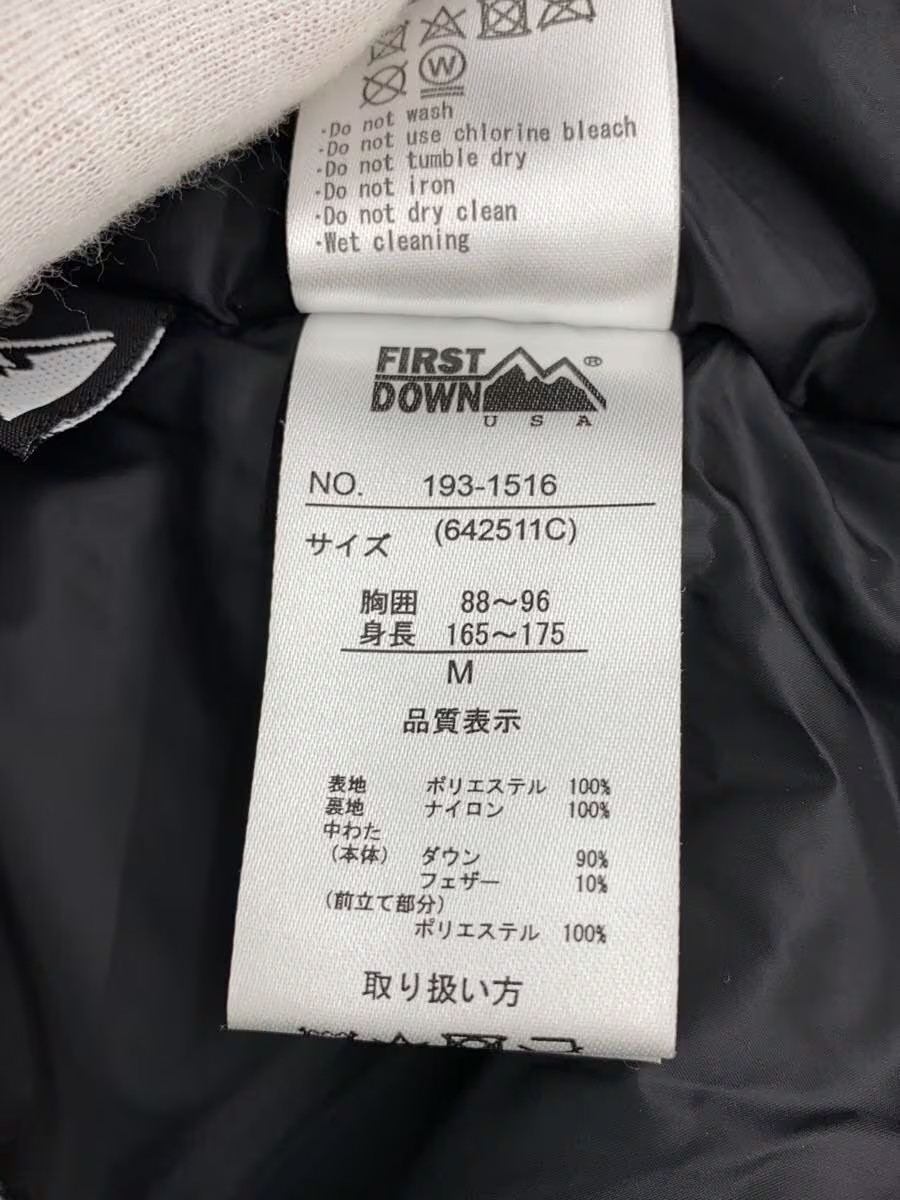 W
·Do not wash
·Do not use chlorine bleach
·Do not tumble dry
·Do not iron
·Do not dry clean
·Wet cleaning
FIRST
DOWN
®
USA
NO. 193-1516
サイズ (642511C)
胸囲 88～96
身長 165～175
M
品質表示
表地 ポリエステル 100%
裏地 ナイロン 100%
中わた
(本体) ダウン 90%
フェザー 10%
(前立て部分)
ポリエステル 100%
取り扱い方